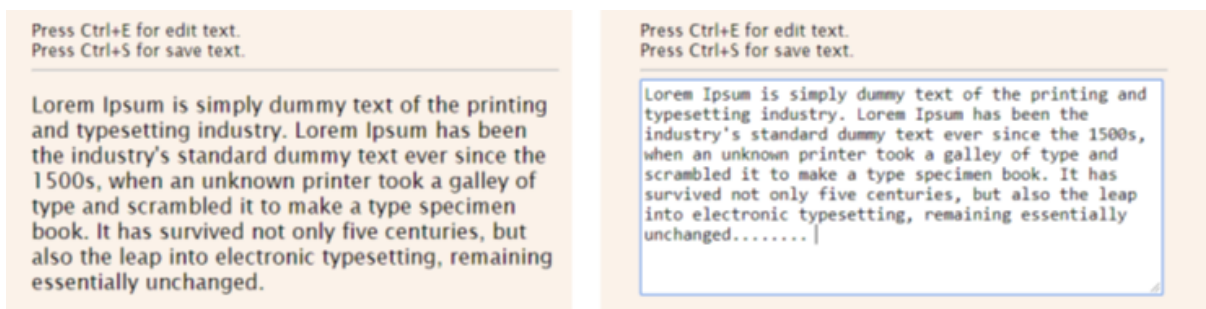 Press Ctrl+E for edit text.
Press Ctrl+S for save text.
Lorem Ipsum is simply dummy text of the printing
and typesetting industry. Lorem Ipsum has been
the industry's standard dummy text ever since the
1500s, when an unknown printer took a galley of
type and scrambled it to make a type specimen
book. It has survived not only five centuries, but
also the leap into electronic typesetting, remaining
essentially unchanged.
Press Ctrl+E for edit text.
Press Ctrl+S for save text.
Lorem Ipsum is simply dummy text of the printing and
typesetting industry. Lorem Ipsum has been the
industry's standard dummy text ever since the 1500s,
when an unknown printer took a galley of type and
scrambled it to make a type specimen book. It has
survived not only five centuries, but also the leap
into electronic typesetting, remaining essentially
unchanged........